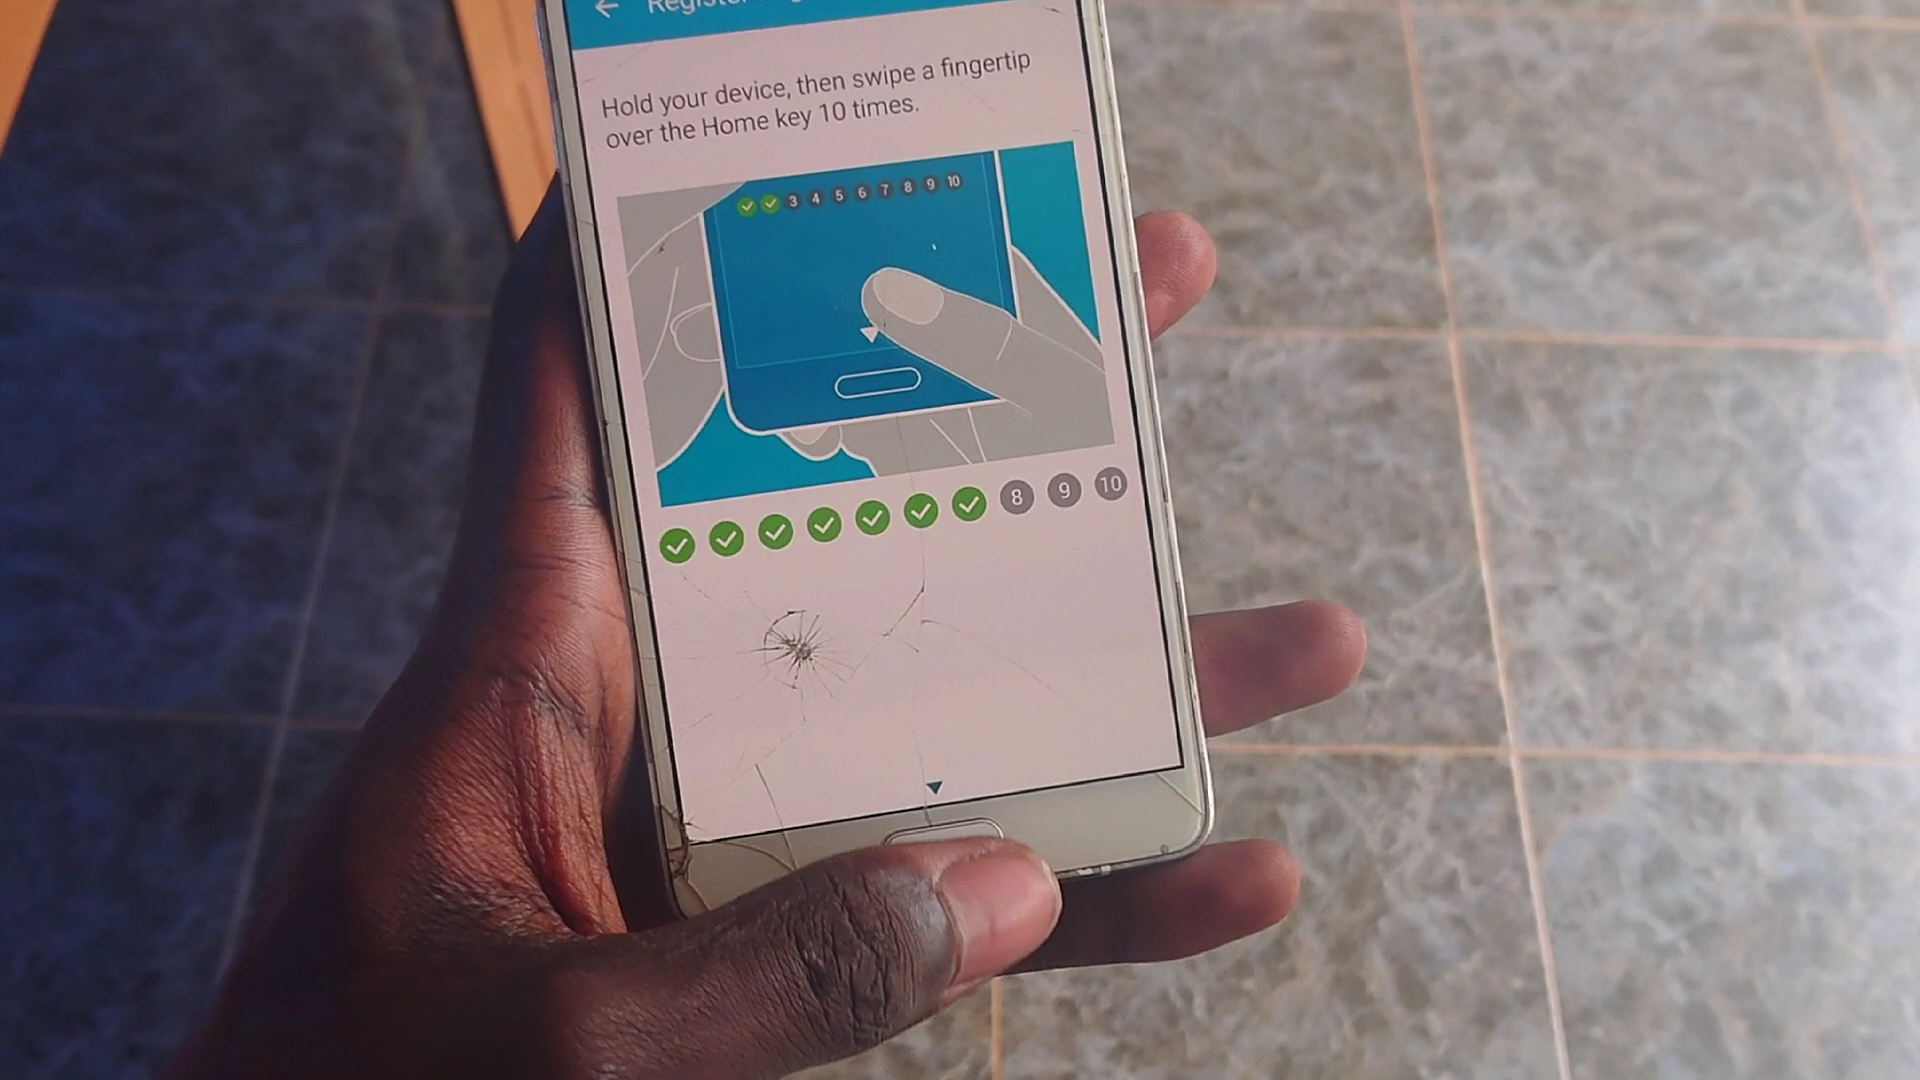 Register
Hold your device, then swipe a fingertip
over the Home key 10 times.
3 4 5 6 7 8 9 10
8 9 10